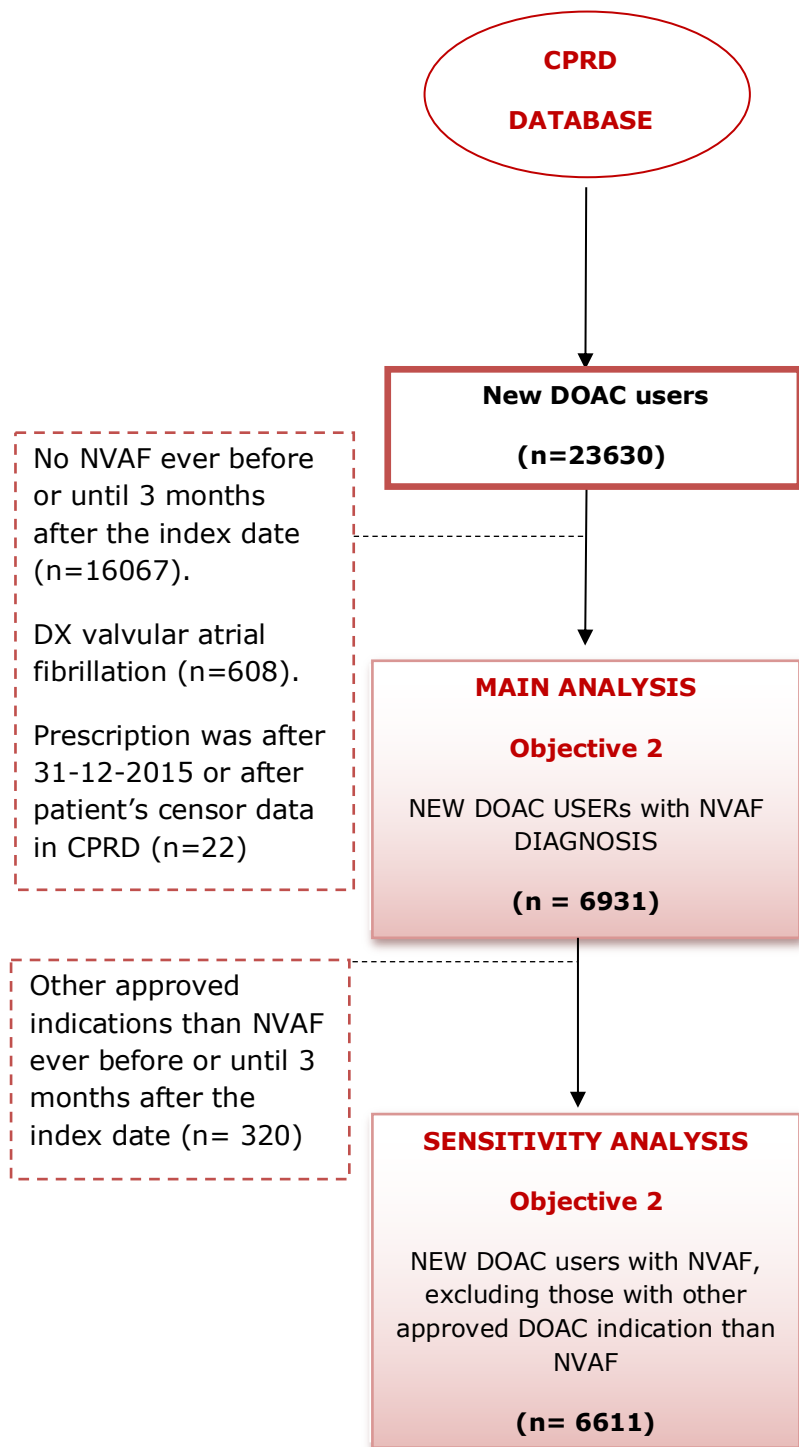 CPRD
DATABASE
New DOAC users
(n=23630)
No NVAF ever before
or until 3 months
after the index date
(n=16067).
DX valvular atrial
fibrillation (n=608).
Prescription was after
31-12-2015 or after
patient's censor data
in CPRD (n=22)
MAIN ANALYSIS
Objective 2
NEW DOAC USERs with NVAF
DIAGNOSIS
(n = 6931)
Other approved
indications than NVAF
ever before or until 3
months after the
index date (n= 320)
SENSITIVITY ANALYSIS
Objective 2
NEW DOAC users with NVAF,
excluding those with other
approved DOAC indication than
NVAF
(n= 6611)